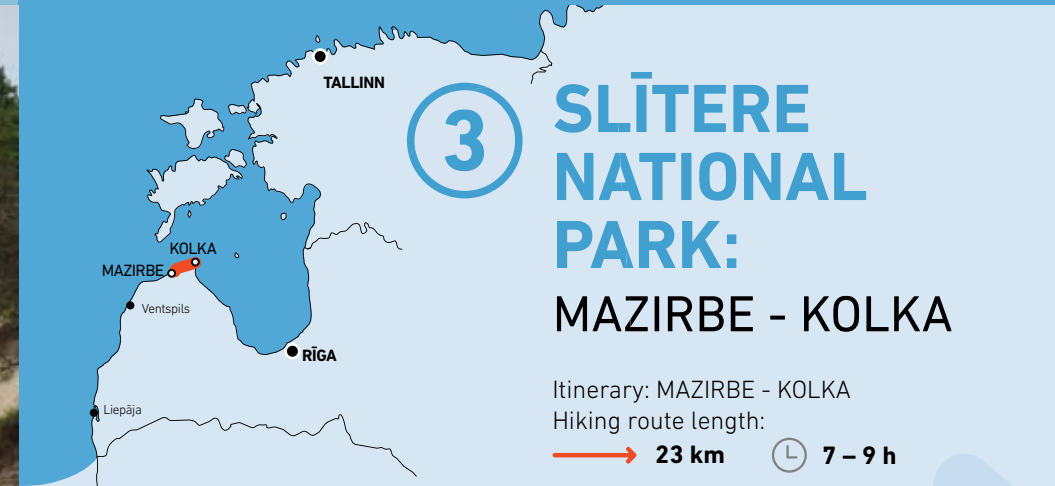 TALLINN
KOLKA
MAZIRBE
Ventspils
RĪGA
Liepāja
3
SLĪTERE
NATIONAL
PARK:
MAZIRBE - KOLKA
Itinerary: MAZIRBE - KOLKA
Hiking route length:
23 km 7 – 9 h